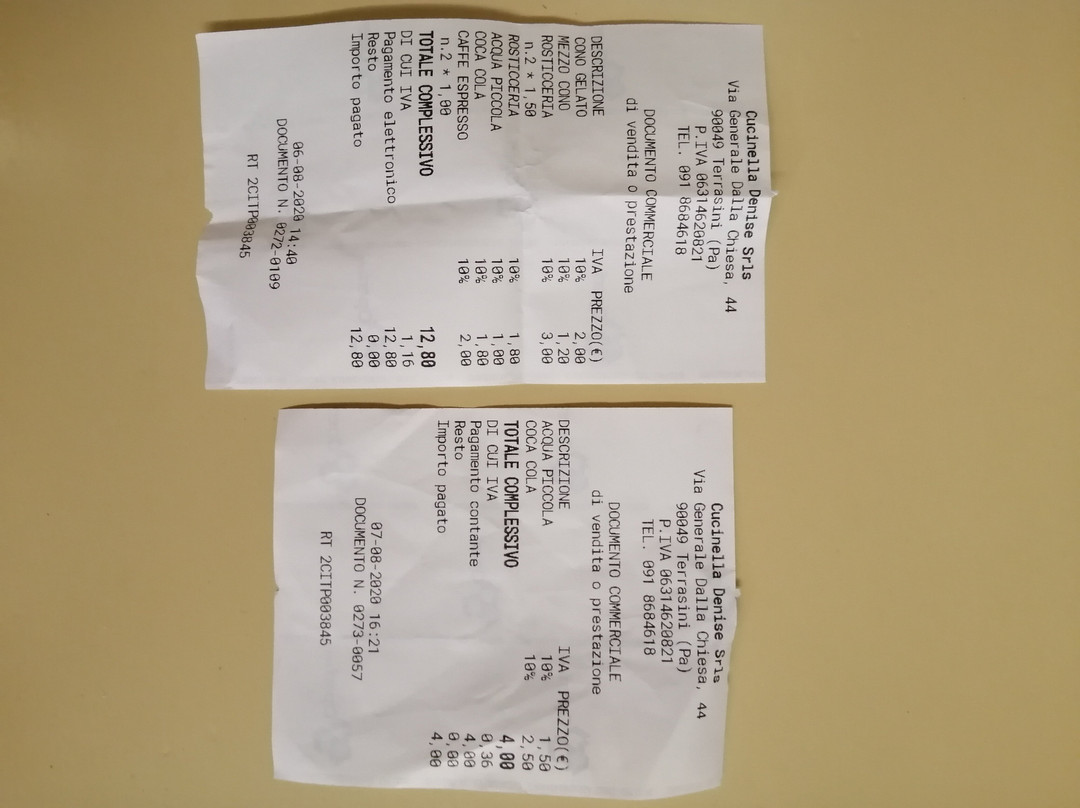 Cucinella Denise Srls
Via Generale Dalla Chiesa, 44
90049 Terrasini (Pa)
P.IVA 06314620821
TEL. 091 8684618
DOCUMENTO COMMERCIALE
di vendita o prestazione
DESCRIZIONE IVA PREZZO(€)
CONO GELATO 10% 2,00
MEZZO CONO 10% 1,20
ROSTICCERIA 10% 3,00
n.2 * 1,50
ROSTICCERIA 10% 1,80
ACQUA PICCOLA 10% 1,00
COCA COLA 10% 1,80
CAFFE ESPRESSO 10% 2,00
n.2 * 1,00
TOTALE COMPLESSIVO 12,80
DI CUI IVA 1,16
Pagamento elettronico 12,80
Resto 0,00
Importo pagato 12,80
06-08-2020 14:40
DOCUMENTO N. 0272-0109
RT 2CITP003845
Cucinella Denise Srls
Via Generale Dalla Chiesa, 44
90049 Terrasini (Pa)
P.IVA 06314620821
TEL. 091 8684618
DOCUMENTO COMMERCIALE
di vendita o prestazione
DESCRIZIONE IVA PREZZO(€)
ACQUA PICCOLA 10% 1,50
COCA COLA 10% 2,50
TOTALE COMPLESSIVO 4,00
DI CUI IVA 0,36
Pagamento contante 4,00
Resto 0,00
Importo pagato 4,00
07-08-2020 16:21
DOCUMENTO N. 0273-0057
RT 2CITP003845